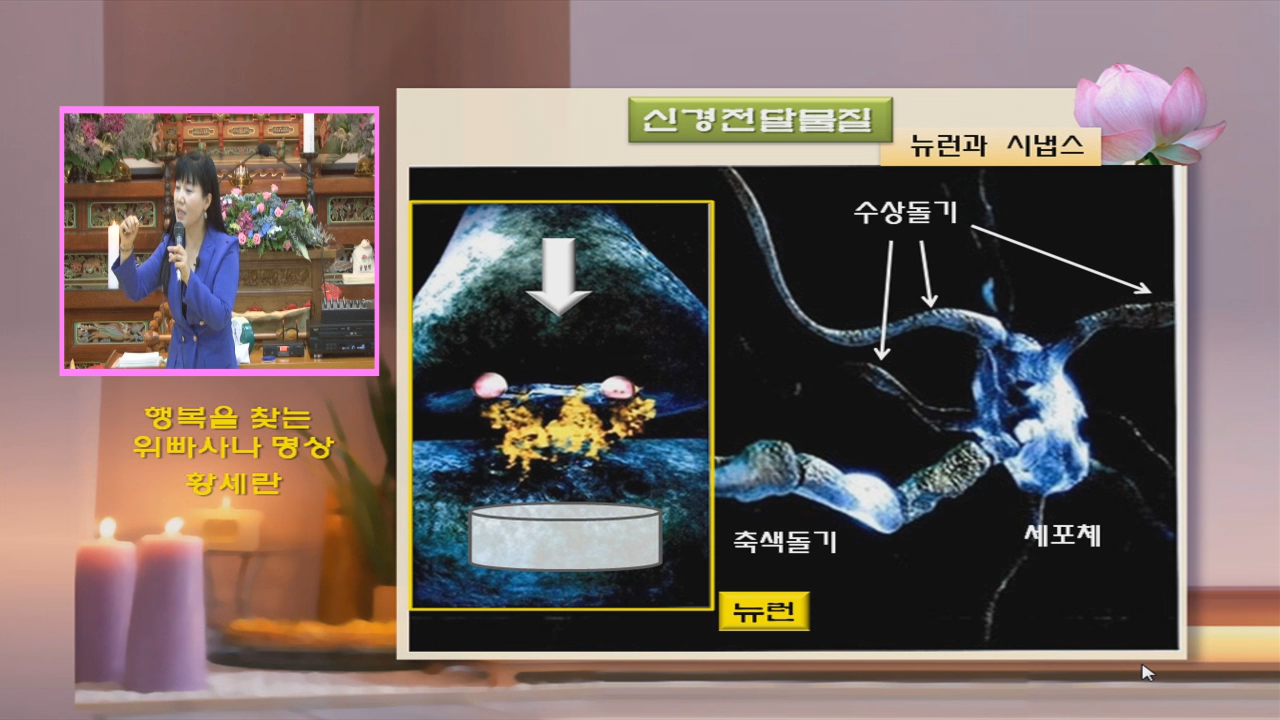 신경전달물질
뉴런과 시냅스
수상돌기
행복을 찾는
위빠사나 명상
황세란
축색돌기
세포체
뉴런